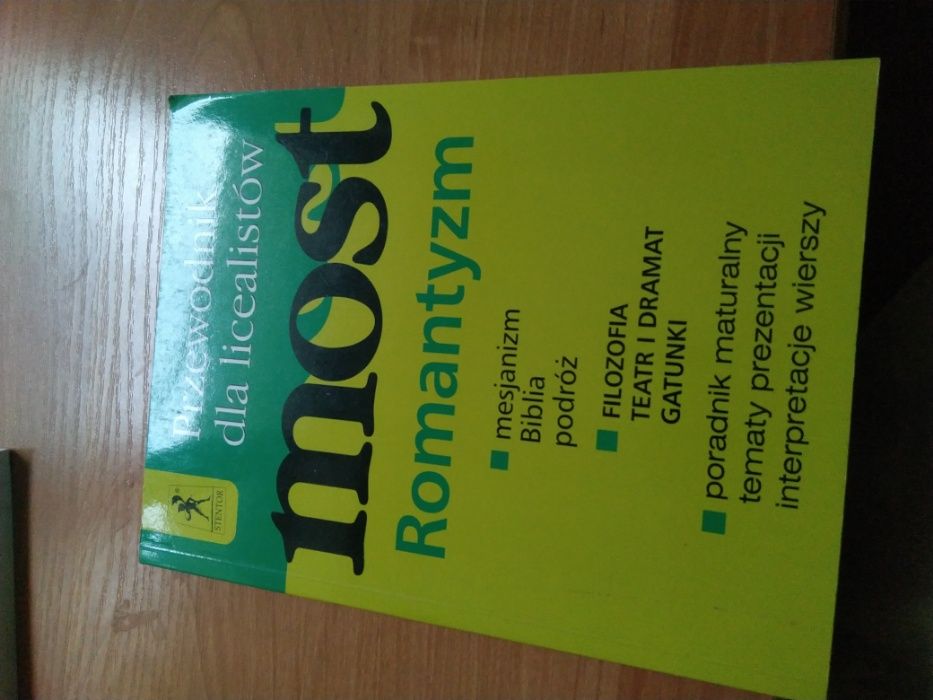 STENTOR
Przewodnik
dla licealistów
most
Romantyzm
mesjanizm
Biblia
podróż
FILOZOFIA
TEATR I DRAMAT
GATUNKI
poradnik maturalny
tematy prezentacji
interpretacje wierszy